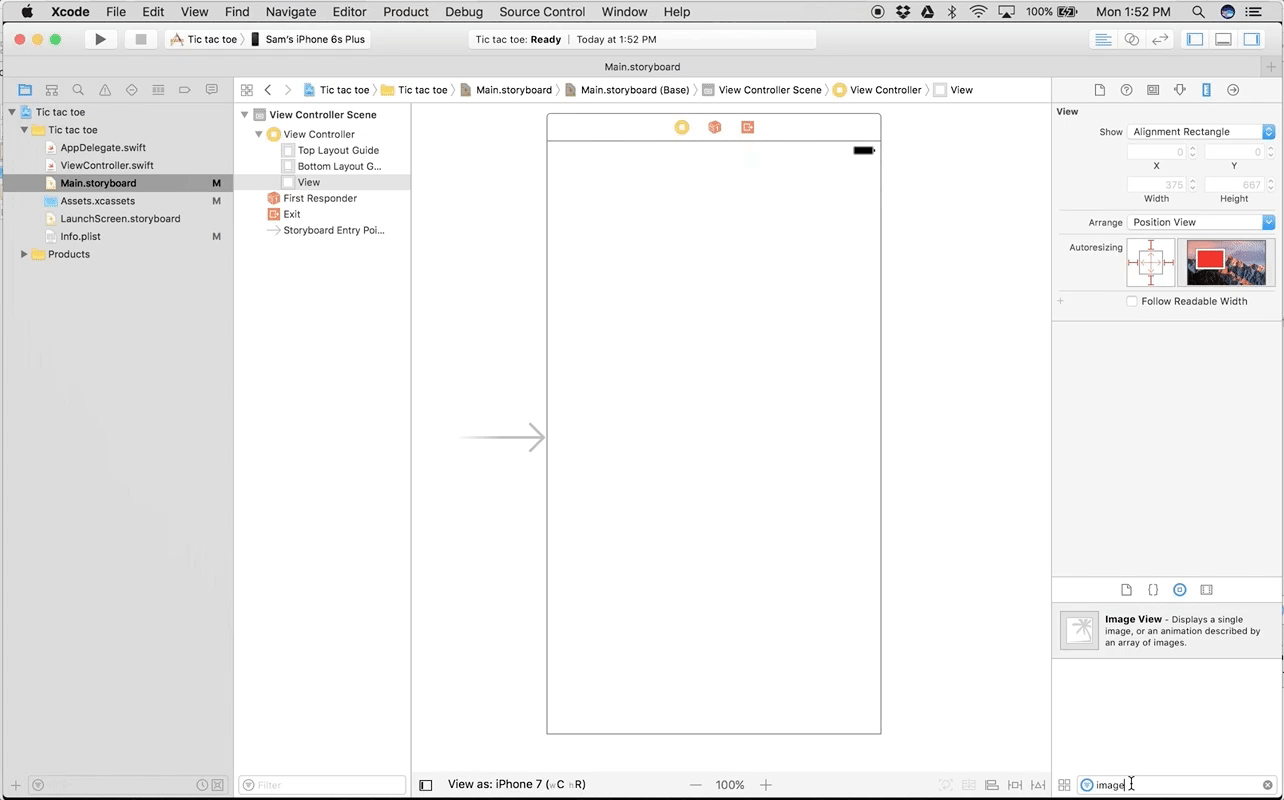 Xcode File Edit View Find Navigate Editor Product Debug Source Control Window Help 100% Mon 1:52 PM
Tic tac toe Sam's iPhone 6s Plus Tic tac toe: Ready | Today at 1:52 PM
Main.storyboard
Tic tac toe Tic tac toe Main.storyboard Main.storyboard (Base) View Controller Scene View Controller View
Tic tac toe
Tic tac toe
AppDelegate.swift
ViewController.swift
Main.storyboard M
Assets.xcassets M
LaunchScreen.storyboard
Info.plist M
Products
View Controller Scene
View Controller
Top Layout Guide
Bottom Layout G...
View
First Responder
Exit
Storyboard Entry Poi...
View
Show Alignment Rectangle
0 0
X Y
375 667
Width Height
Arrange Position View
Autoresizing
Follow Readable Width
Image View - Displays a single
image, or an animation described by
an array of images.
Filter
View as: iPhone 7 (wC hR)
100%
image